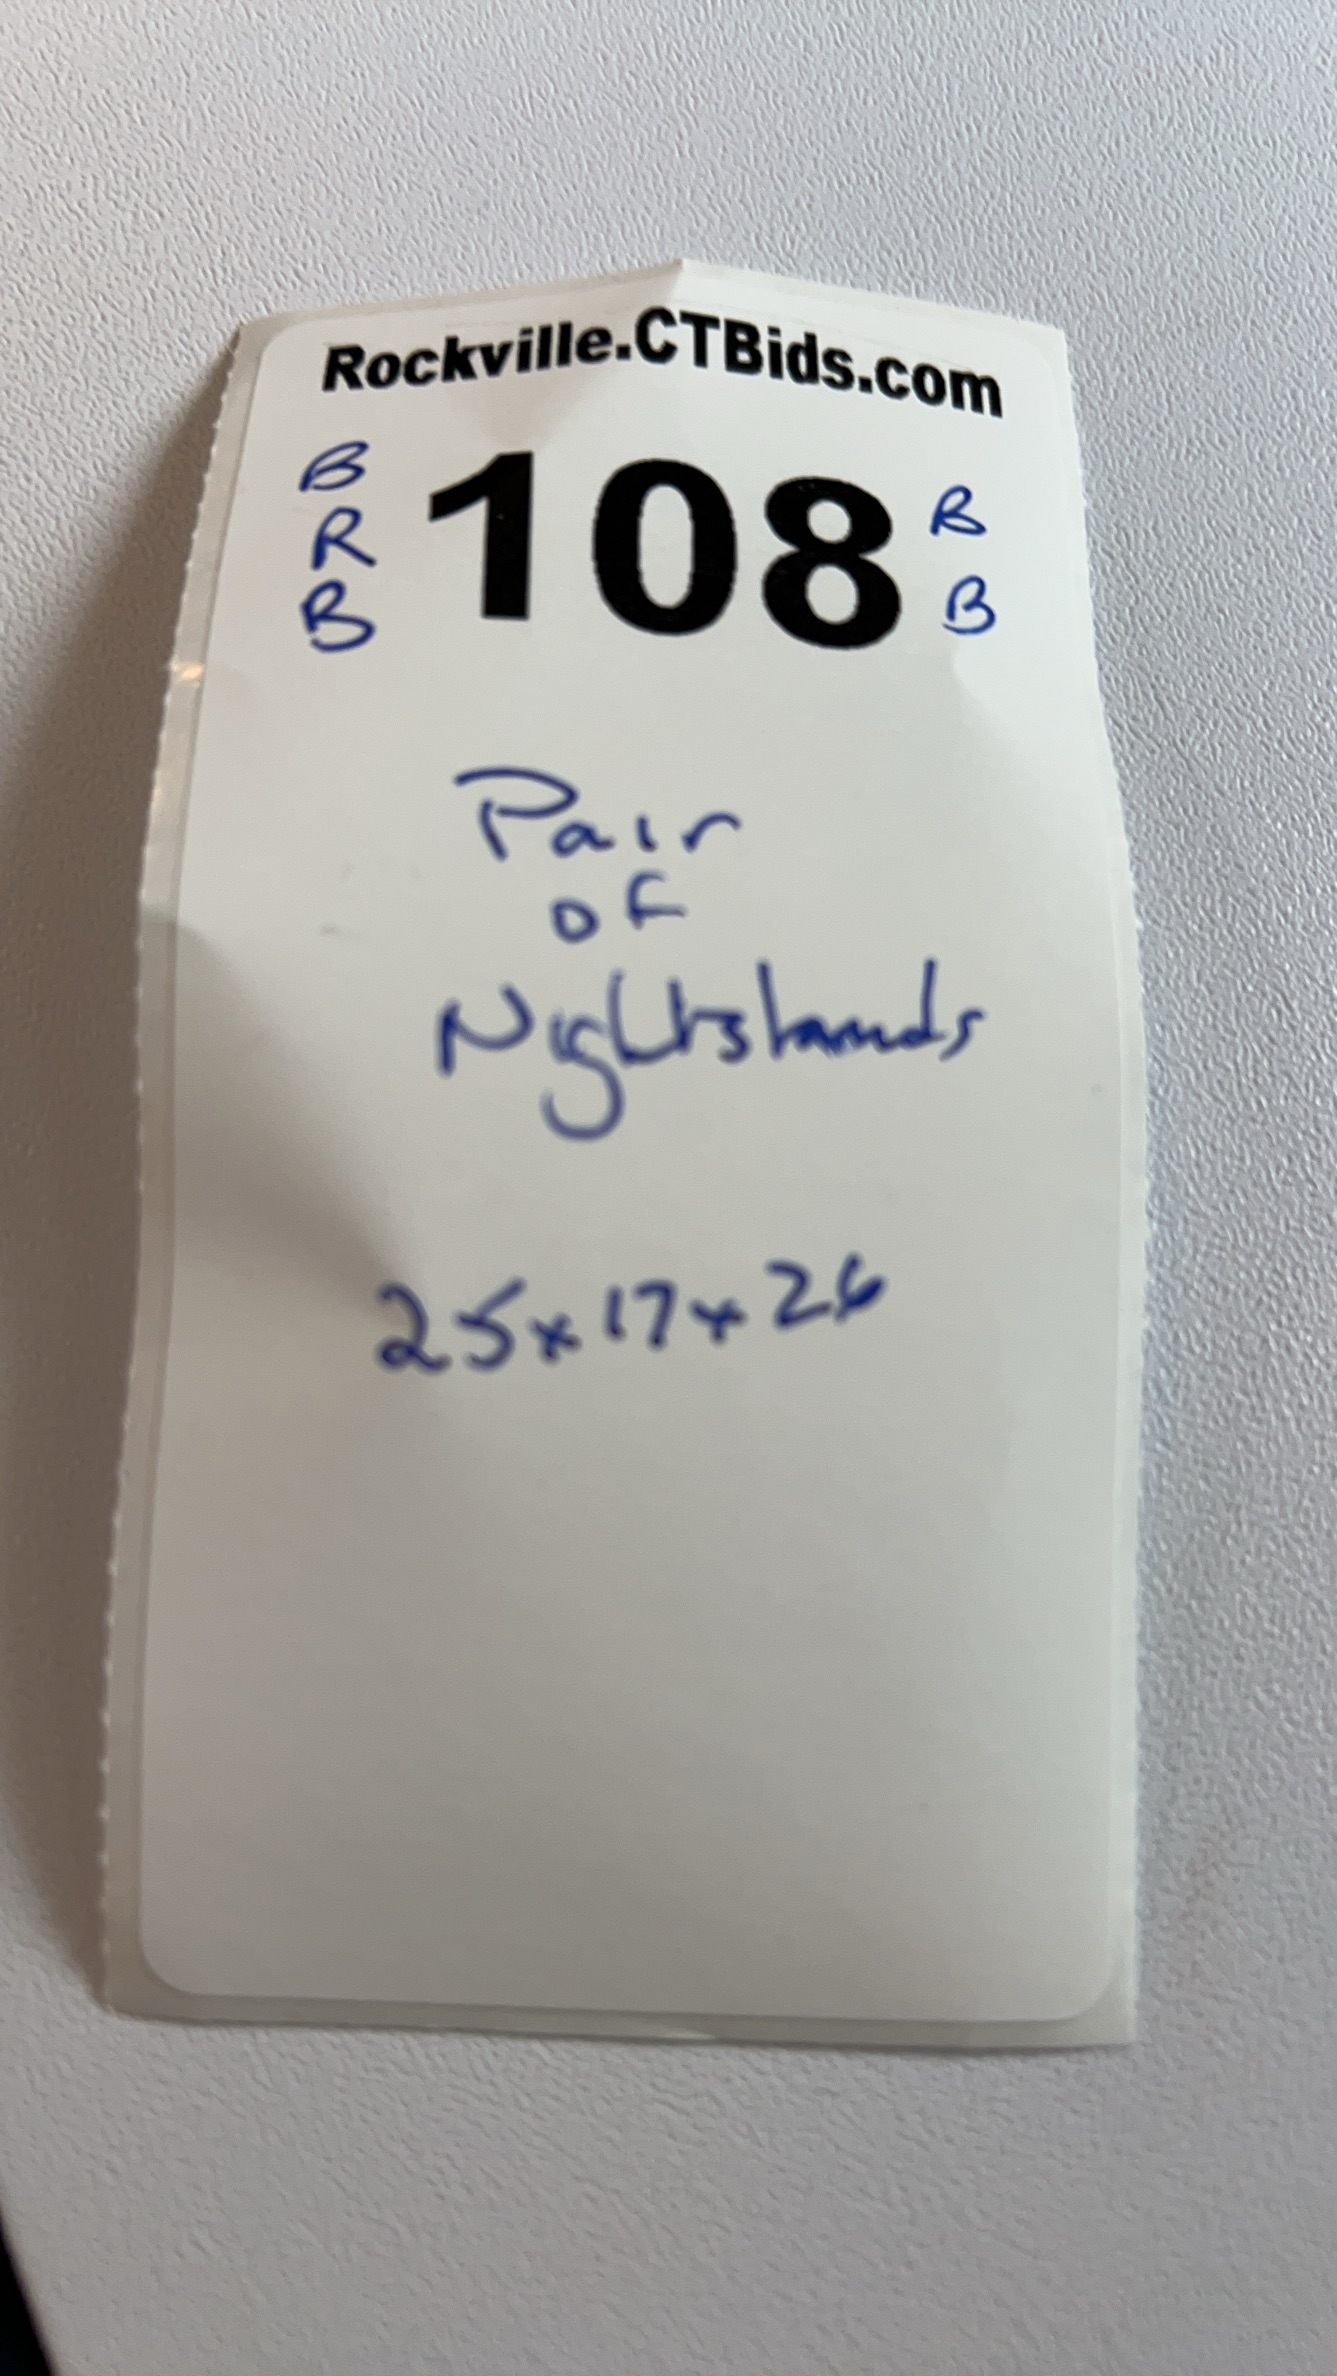 Rockville.CTBids.com
B
R
B
108
B
B
Pair
of
Nightstands
25x17x26